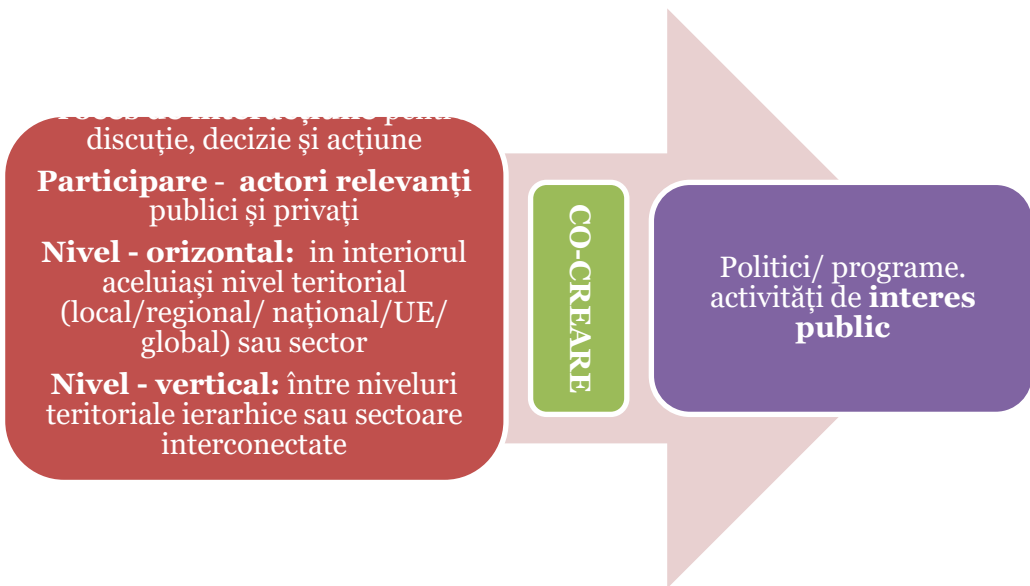 discuție, decizie și acțiune
Participare - actori relevanți
publici și privați
Nivel - orizontal: in interiorul
aceluiași nivel teritorial
(local/regional/ național/UE/
global) sau sector
Nivel - vertical: între niveluri
teritoriale ierarhice sau sectoare
interconectate
CO-CREARE
Politici/ programe.
activități de interes
public